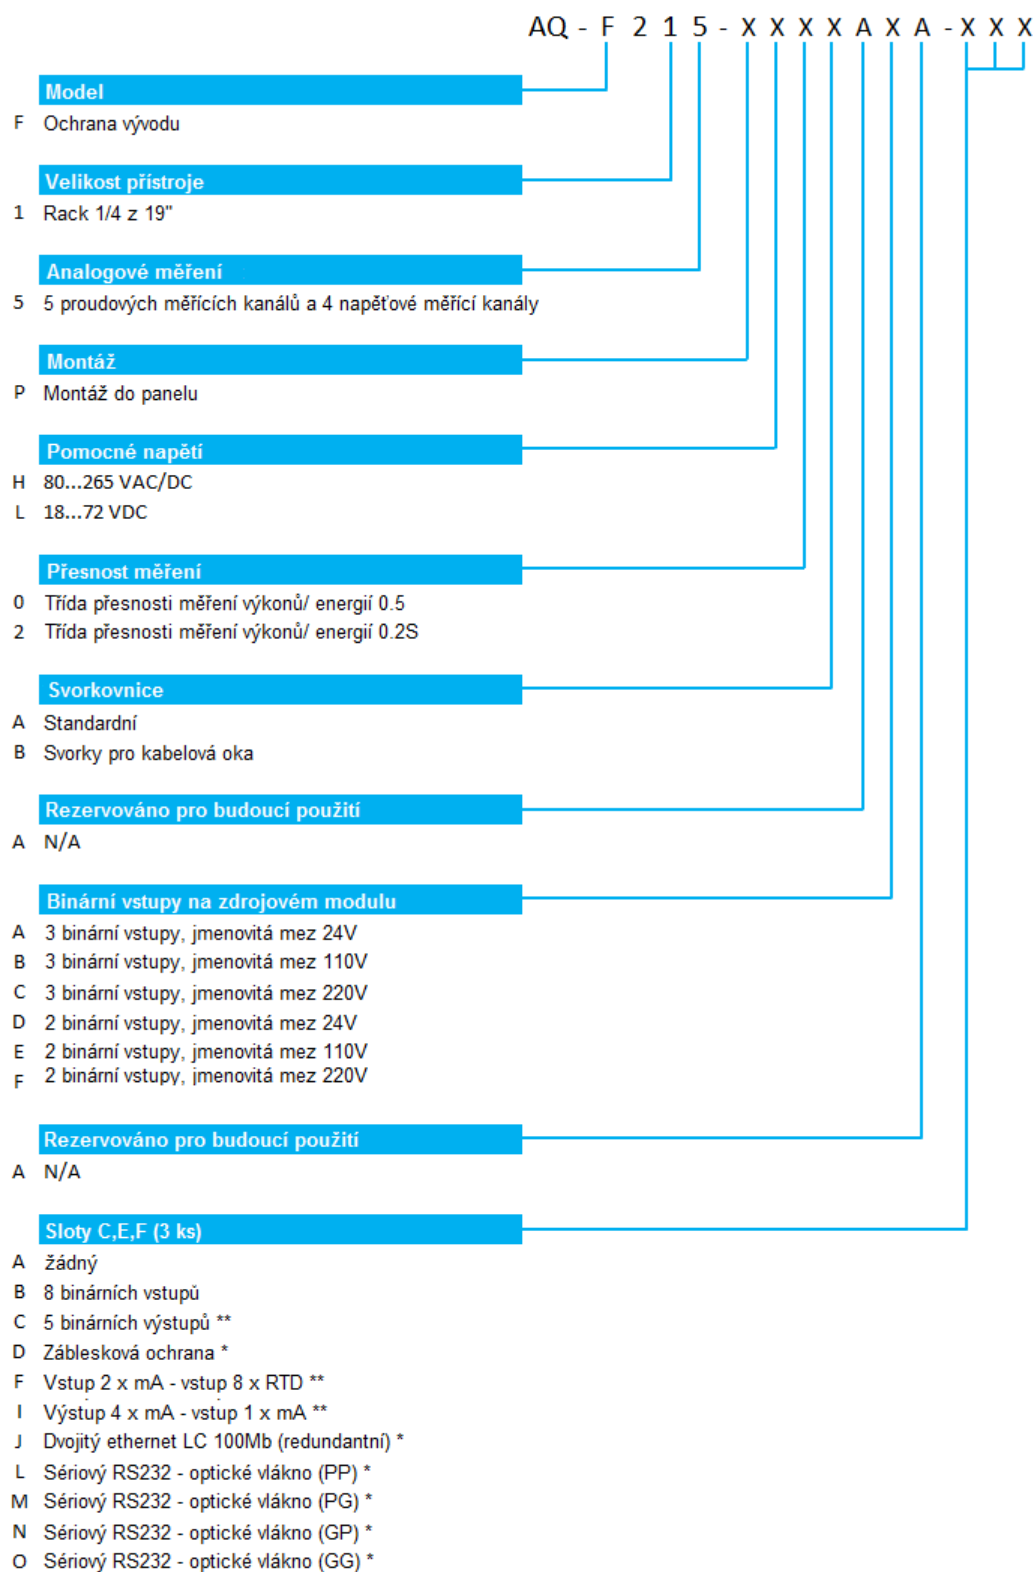 AQ - F 2 1 5 - X X X X A X A - X X X
Model
F Ochrana vývodu
Velikost přístroje
1 Rack 1/4 z 19"
Analogové měření
5 5 proudových měřících kanálů a 4 napěťové měřící kanály
Montáž
P Montáž do panelu
Pomocné napětí
H 80...265 VAC/DC
L 18...72 VDC
Přesnost měření
0 Třída přesnosti měření výkonů/ energií 0.5
2 Třída přesnosti měření výkonů/ energií 0.2S
Svorkovnice
A Standardní
B Svorky pro kabelová oka
Rezervováno pro budoucí použití
A N/A
Binární vstupy na zdrojovém modulu
A 3 binární vstupy, jmenovitá mez 24V
B 3 binární vstupy, jmenovitá mez 110V
C 3 binární vstupy, jmenovitá mez 220V
D 2 binární vstupy, jmenovitá mez 24V
E 2 binární vstupy, jmenovitá mez 110V
F 2 binární vstupy, jmenovitá mez 220V
Rezervováno pro budoucí použití
A N/A
Sloty C,E,F (3 ks)
A žádný
B 8 binárních vstupů
C 5 binárních výstupů **
D Záblesková ochrana *
F Vstup 2 x mA - vstup 8 x RTD **
I Výstup 4 x mA - vstup 1 x mA **
J Dvojitý ethernet LC 100Mb (redundantní) *
L Sériový RS232 - optické vlákno (PP) *
M Sériový RS232 - optické vlákno (PG) *
N Sériový RS232 - optické vlákno (GP) *
O Sériový RS232 - optické vlákno (GG) *